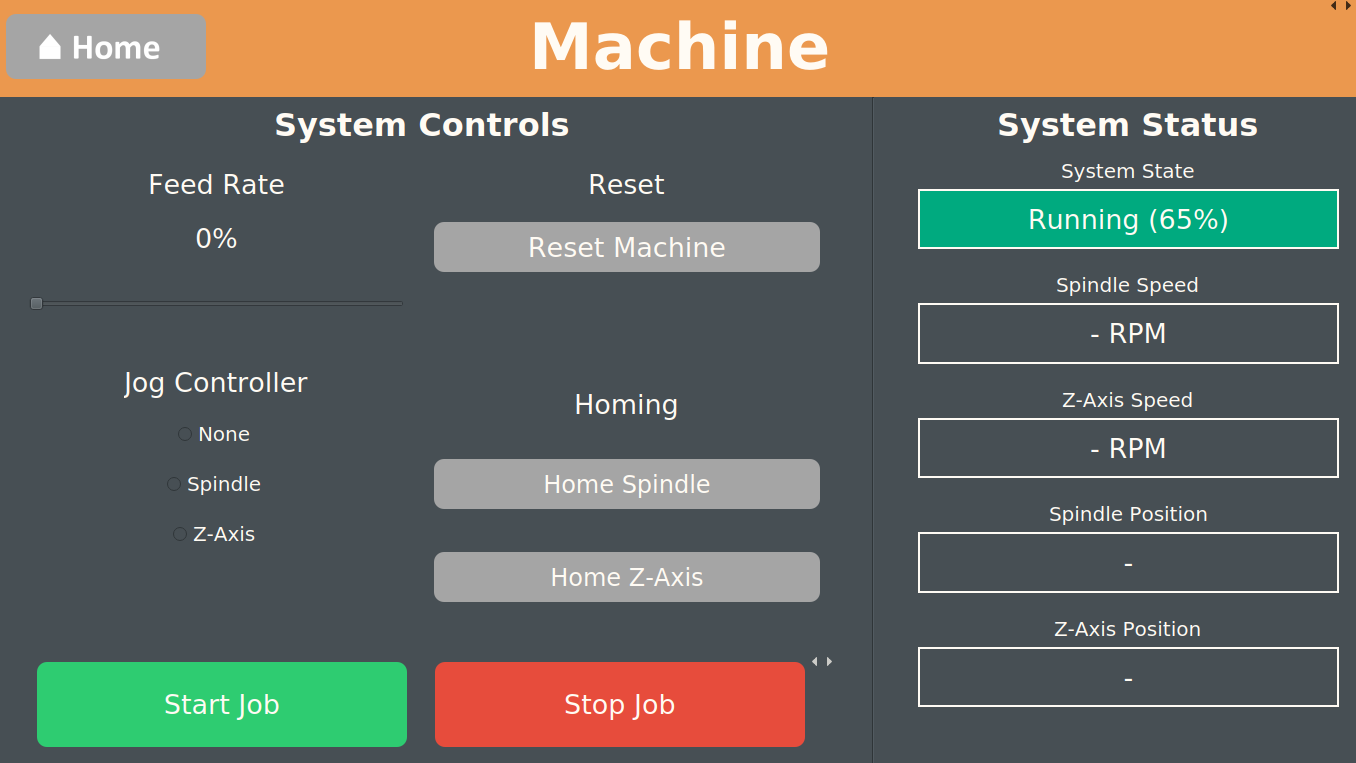 Home
Machine
System Controls
Feed Rate
0%
Jog Controller
None
Spindle
Z-Axis
Reset
Reset Machine
Homing
Home Spindle
Home Z-Axis
Start Job
Stop Job
System Status
System State
Running (65%)
Spindle Speed
- RPM
Z-Axis Speed
- RPM
Spindle Position
-
Z-Axis Position
-